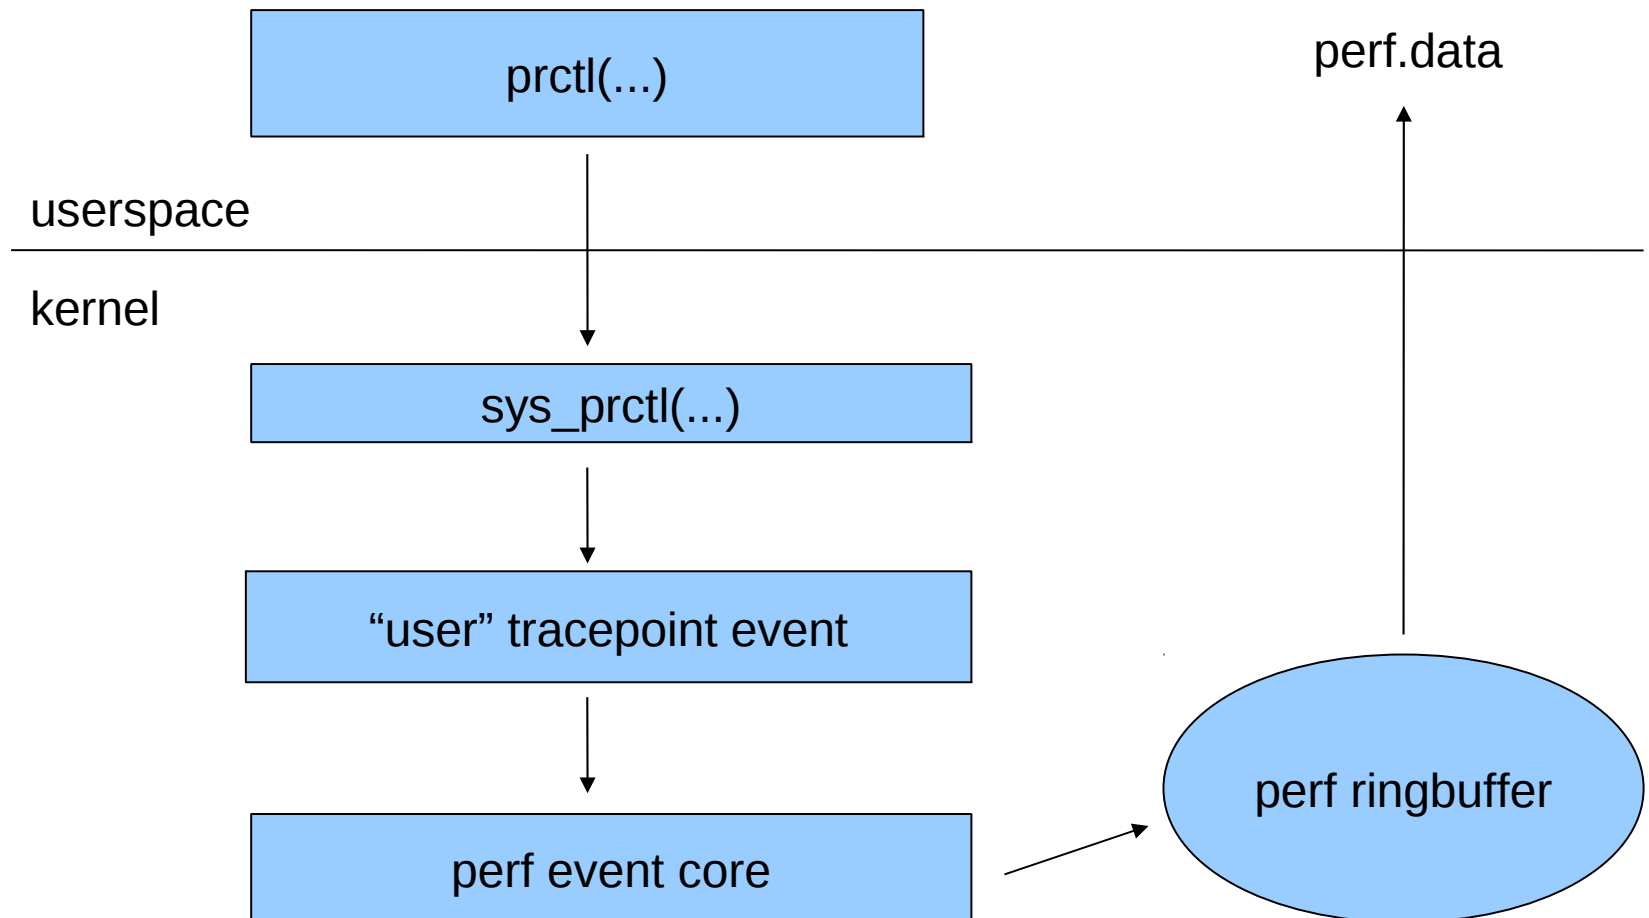 prctl(...)
perf.data
userspace
kernel
sys_prctl(...)
“user” tracepoint event
perf ringbuffer
perf event core